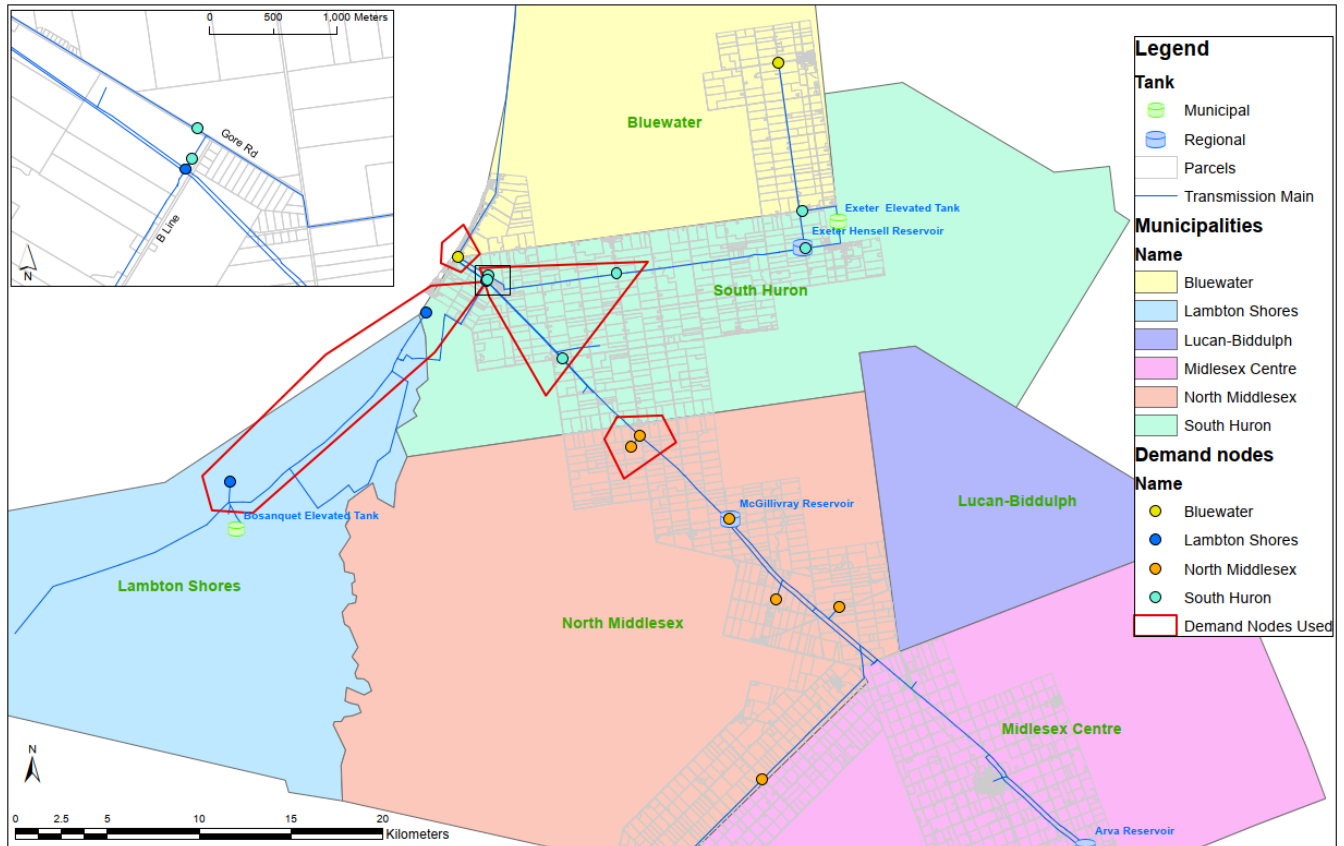 0 500 1,000 Meters
Gore Rd
B Line
N
Bluewater
Exeter Elevated Tank
Exeter Hensell Reservoir
South Huron
McGillivray Reservoir
Lucan-Biddulph
Bosanquet Elevated Tank
Lambton Shores
North Middlesex
Midlesex Centre
Arva Reservoir
N
0 2.5 5 10 15 20
Kilometers
Legend
Tank
Municipal
Regional
Parcels
Transmission Main
Municipalities
Name
Bluewater
Lambton Shores
Lucan-Biddulph
Midlesex Centre
North Middlesex
South Huron
Demand nodes
Name
Bluewater
Lambton Shores
North Middlesex
South Huron
Demand Nodes Used